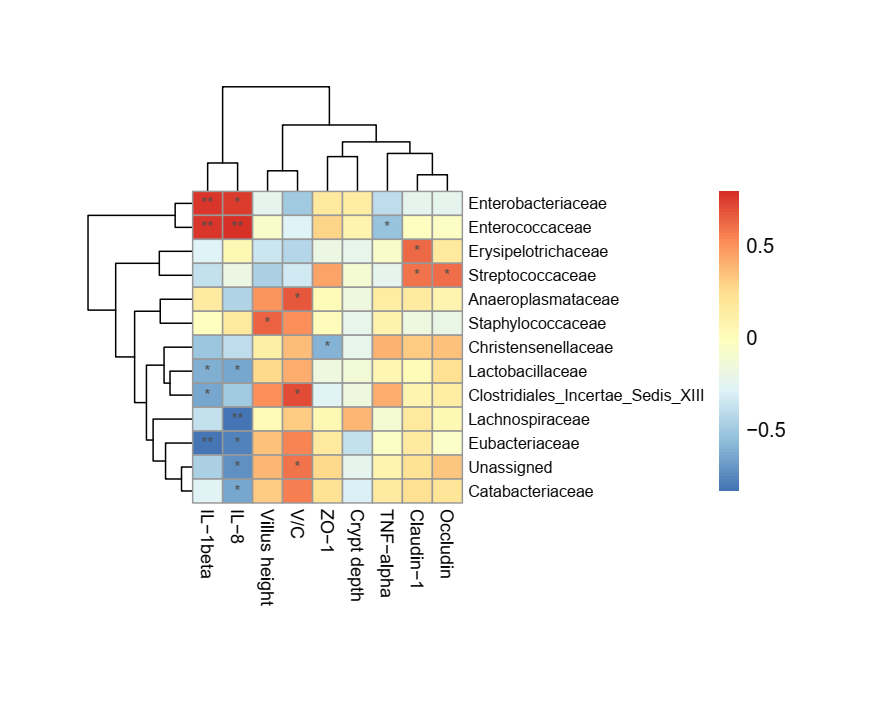 ** * Enterobacteriaceae
** ** * Enterococcaceae
* Erysipelotrichaceae
* * Streptococcaceae
* Anaeroplasmataceae
* Staphylococcaceae
* Christensenellaceae
* * Lactobacillaceae
* * Clostridiales_Incertae_Sedis_XIII
** Lachnospiraceae
** * Eubacteriaceae
* * Unassigned
* Catabacteriaceae
IL−1beta
IL−8
Villus height
V/C
ZO−1
Crypt depth
TNF−alpha
Claudin−1
Occludin
0.5
0
−0.5